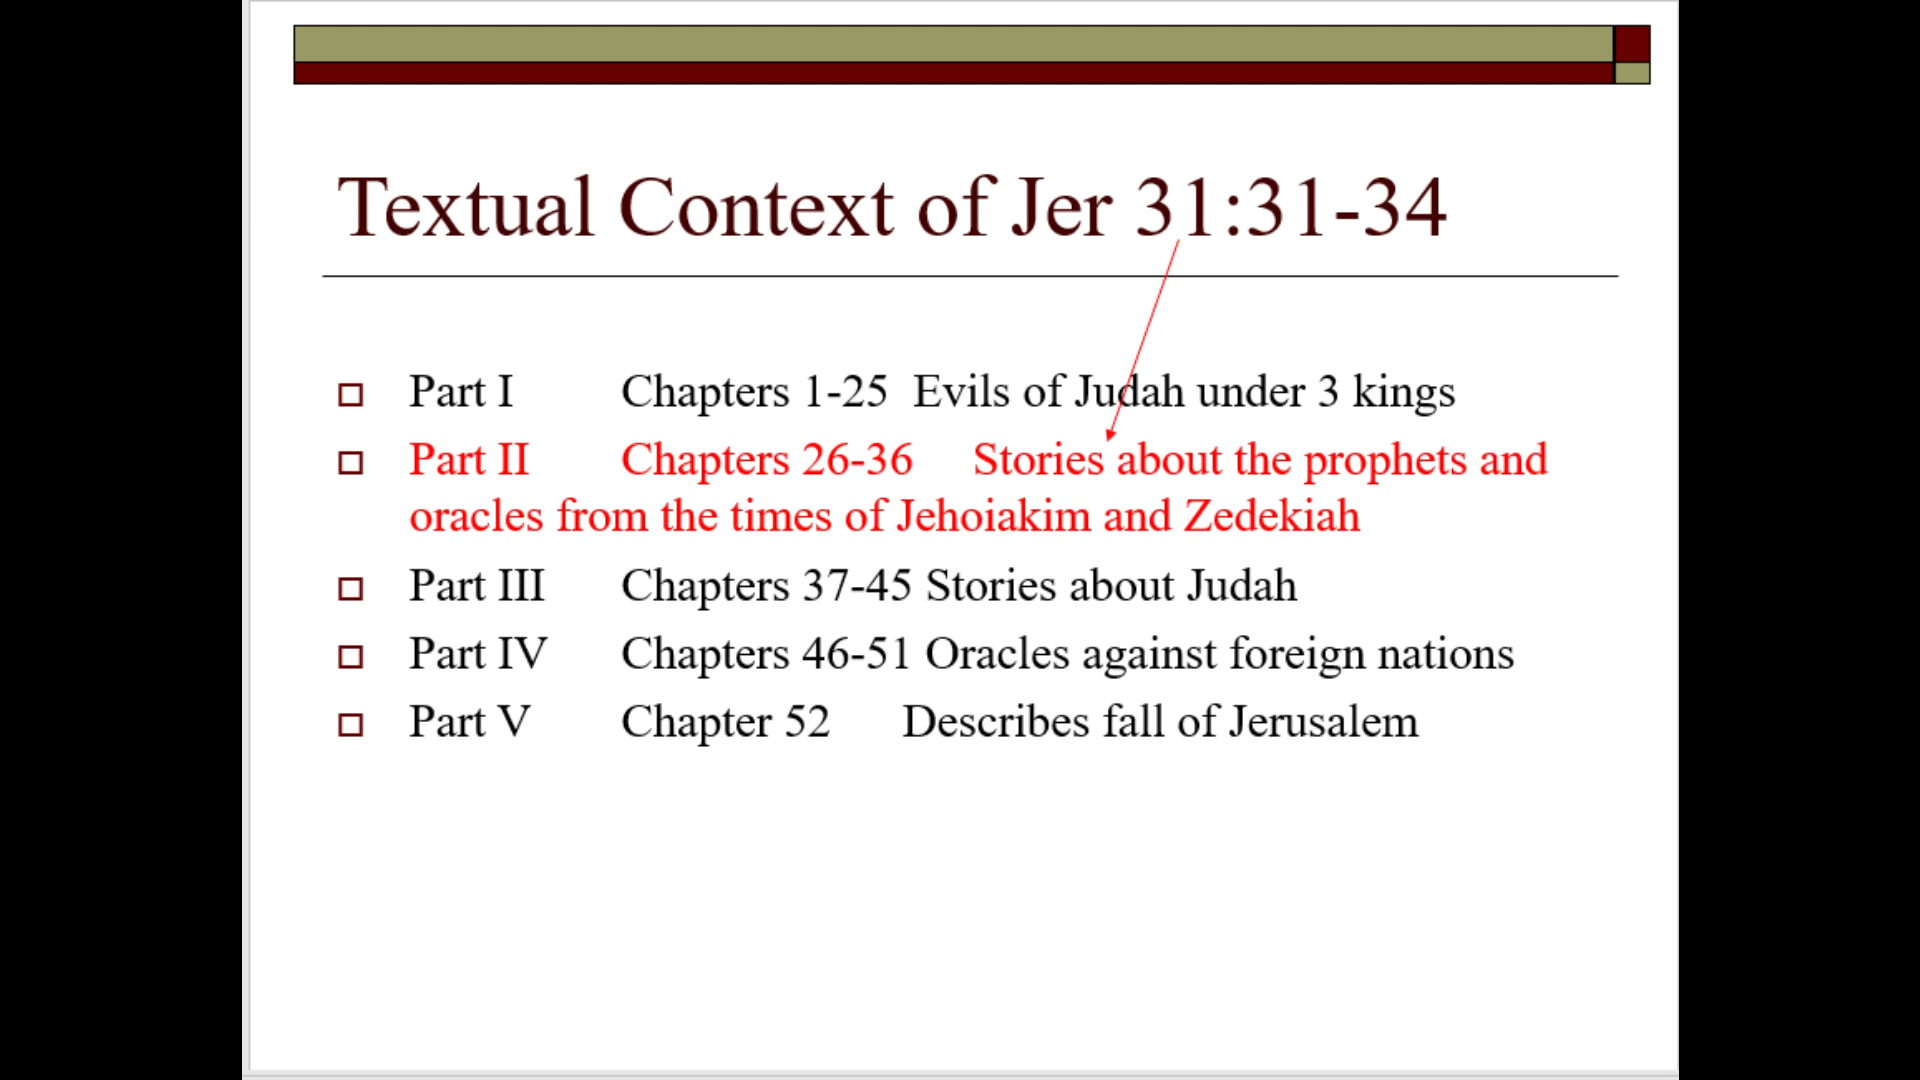 Textual Context of Jer 31:31-34
Part I Chapters 1-25 Evils of Judah under 3 kings
Part II Chapters 26-36 Stories about the prophets and
oracles from the times of Jehoiakim and Zedekiah
Part III Chapters 37-45 Stories about Judah
Part IV Chapters 46-51 Oracles against foreign nations
Part V Chapter 52 Describes fall of Jerusalem